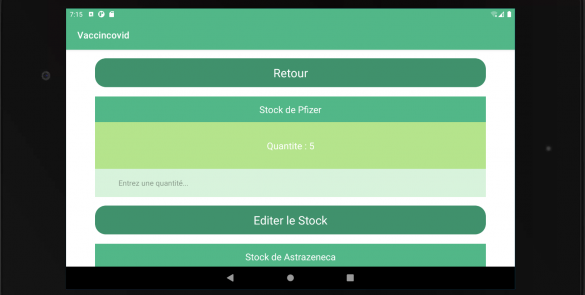 7:15
Vaccincovid
Retour
Stock de Pfizer
Quantite : 5
Entrez une quantité...
Editer le Stock
Stock de Astrazeneca